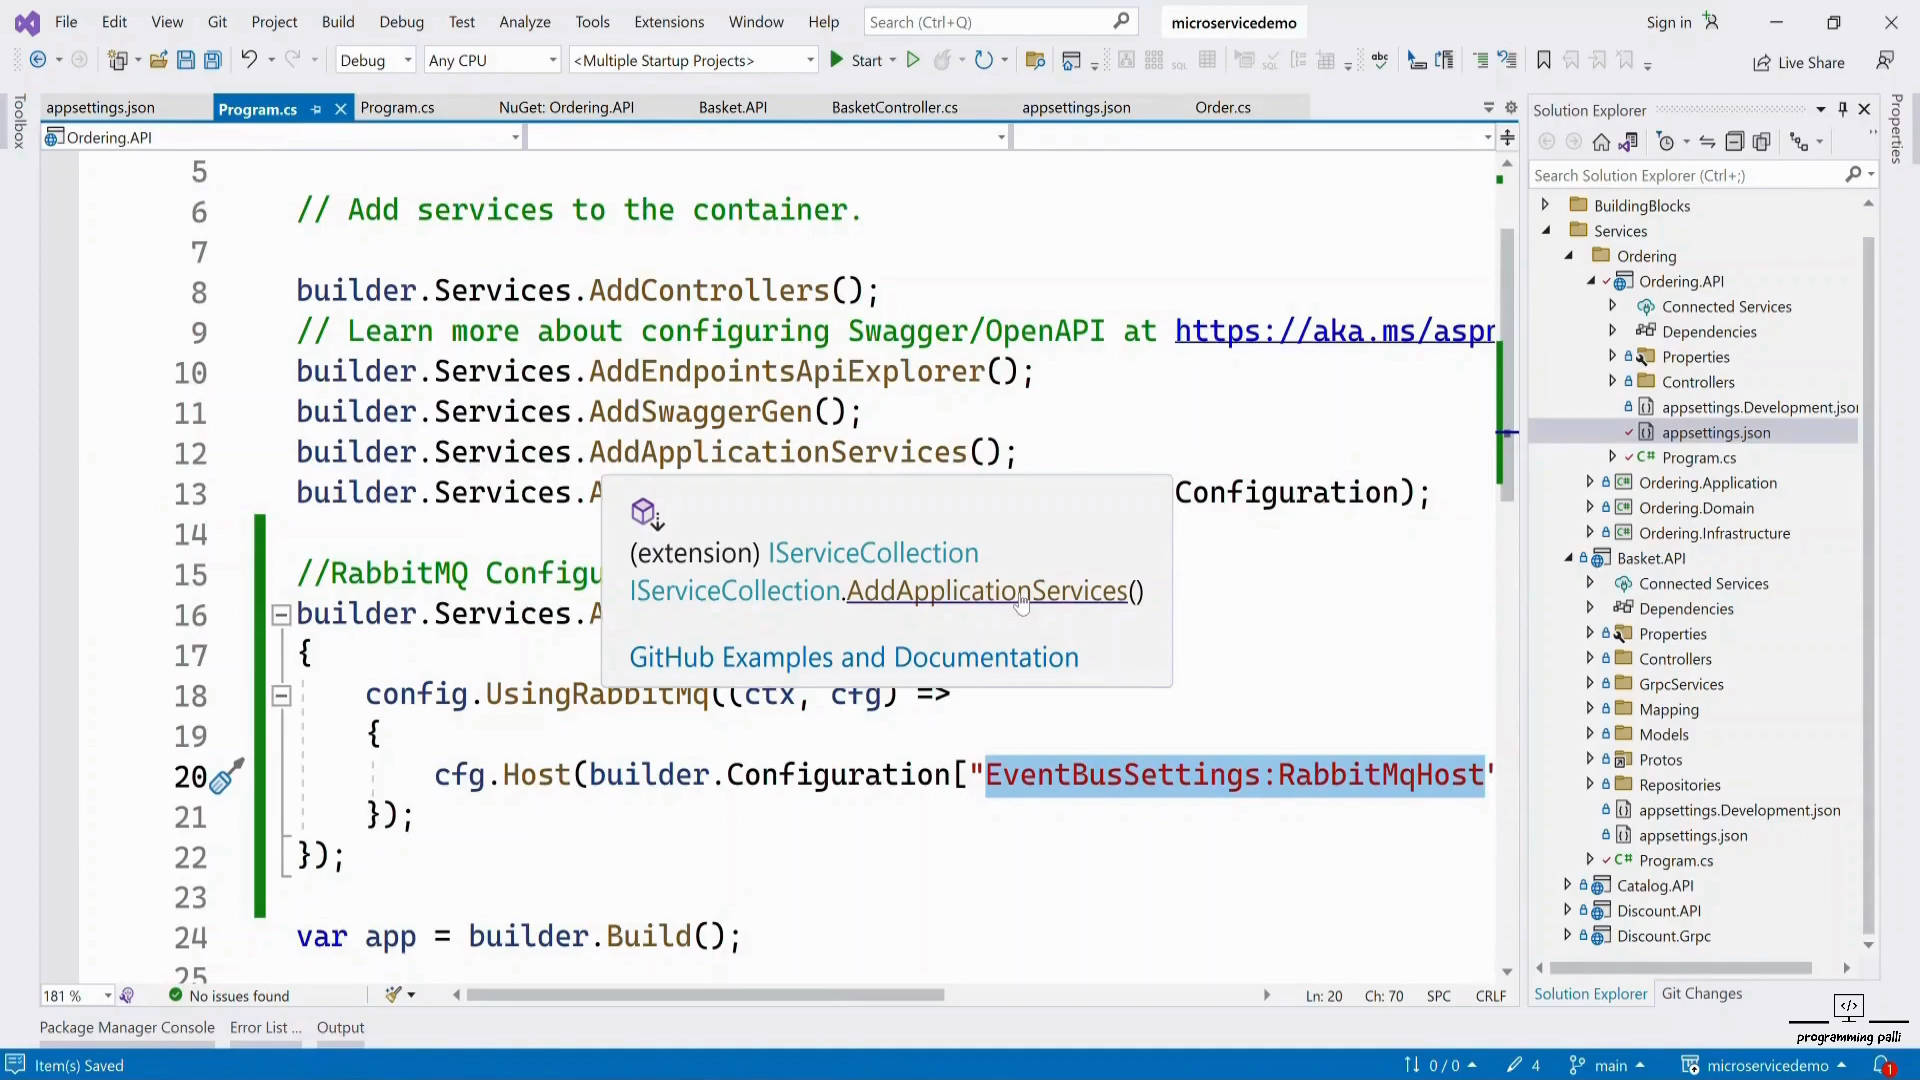 File Edit View Git Project Build Debug Test Analyze Tools Extensions Window Help Search (Ctrl+Q) microservicedemo Sign in
Debug Any CPU <Multiple Startup Projects> Start Live Share
Toolbox
appsettings.json Program.cs Program.cs NuGet: Ordering.API Basket.API BasketController.cs appsettings.json Order.cs
Ordering.API
5
6 // Add services to the container.
7
8 builder.Services.AddControllers();
9 // Learn more about configuring Swagger/OpenAPI at https://aka.ms/aspn
10 builder.Services.AddEndpointsApiExplorer();
11 builder.Services.AddSwaggerGen();
12 builder.Services.AddApplicationServices();
13 builder.Services.A Configuration);
14
15 //RabbitMQ Configu
16 builder.Services.A
17 {
18 config.UsingRabbitMq((ctx, cfg) =>
19 {
20 cfg.Host(builder.Configuration["EventBusSettings:RabbitMqHost"
21 });
22 });
23
24 var app = builder.Build();
25
(extension) IServiceCollection
IServiceCollection.AddApplicationServices()
GitHub Examples and Documentation
181 % No issues found Ln: 20 Ch: 70 SPC CRLF
Package Manager Console Error List ... Output
Item(s) Saved 0 / 0 4 main microservicedemo 1
Solution Explorer
Search Solution Explorer (Ctrl+;)
BuildingBlocks
Services
Ordering
Ordering.API
Connected Services
Dependencies
Properties
Controllers
appsettings.Development.json
appsettings.json
C# Program.cs
C# Ordering.Application
C# Ordering.Domain
C# Ordering.Infrastructure
Basket.API
Connected Services
Dependencies
Properties
Controllers
GrpcServices
Mapping
Models
Protos
Repositories
appsettings.Development.json
appsettings.json
C# Program.cs
Catalog.API
Discount.API
Discount.Grpc
Solution Explorer Git Changes
Properties
</>
programming palli